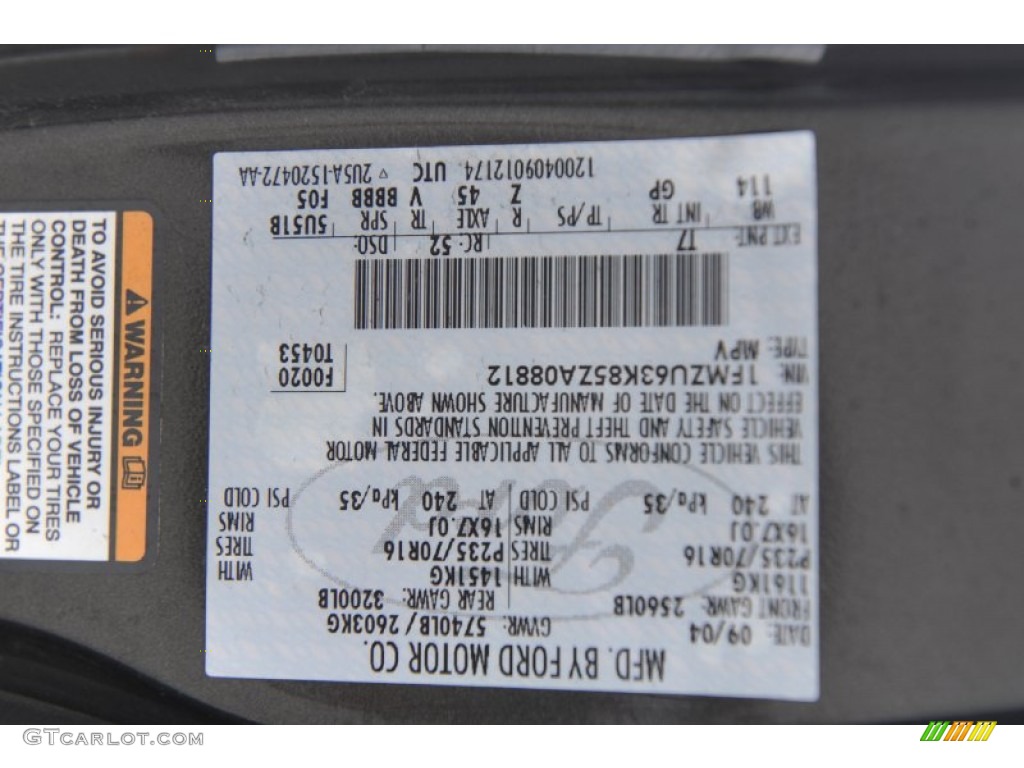 MFD. BY FORD MOTOR CO.
DATE: 09/04 GVWR: 5740LB/2603KG
FRONT GAWR: 2560LB REAR GAWR: 3200LB
1161KG WITH 1451KG WITH
P235/70R16 TIRES P235/70R16 TIRES
16X7.0J RIMS 16X7.0J RIMS
AT 240 kPa/35 PSI COLD AT 240 kPa/35 PSI COLD
THIS VEHICLE CONFORMS TO ALL APPLICABLE FEDERAL MOTOR
VEHICLE SAFETY AND THEFT PREVENTION STANDARDS IN
EFFECT ON THE DATE OF MANUFACTURE SHOWN ABOVE.
VIN: 1FMZU63K85ZA08812 F0020
TYPE: MPV T0453
EXT PNT: T7 RC: 52 DSO:
WB INT TR TP/PS R AXLE TR SPR 5U51B
114 GP Z 45 V BBBB F05
1200409012174 UTC ▽ 2U5A-1520472-AA
Ford
WARNING
TO AVOID SERIOUS INJURY OR
DEATH FROM LOSS OF VEHICLE
CONTROL: REPLACE YOUR TIRES
ONLY WITH THOSE SPECIFIED ON
THE TIRE INSTRUCTIONS LABEL OR
GTcarlot.com